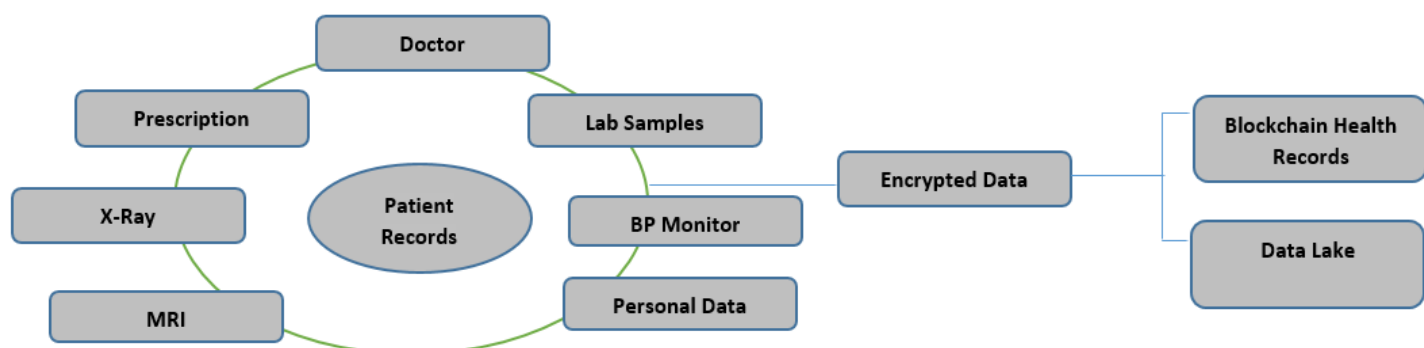 Doctor
Prescription
Lab Samples
X-Ray
Patient
Records
BP Monitor
MRI
Personal Data
Encrypted Data
Blockchain Health
Records
Data Lake